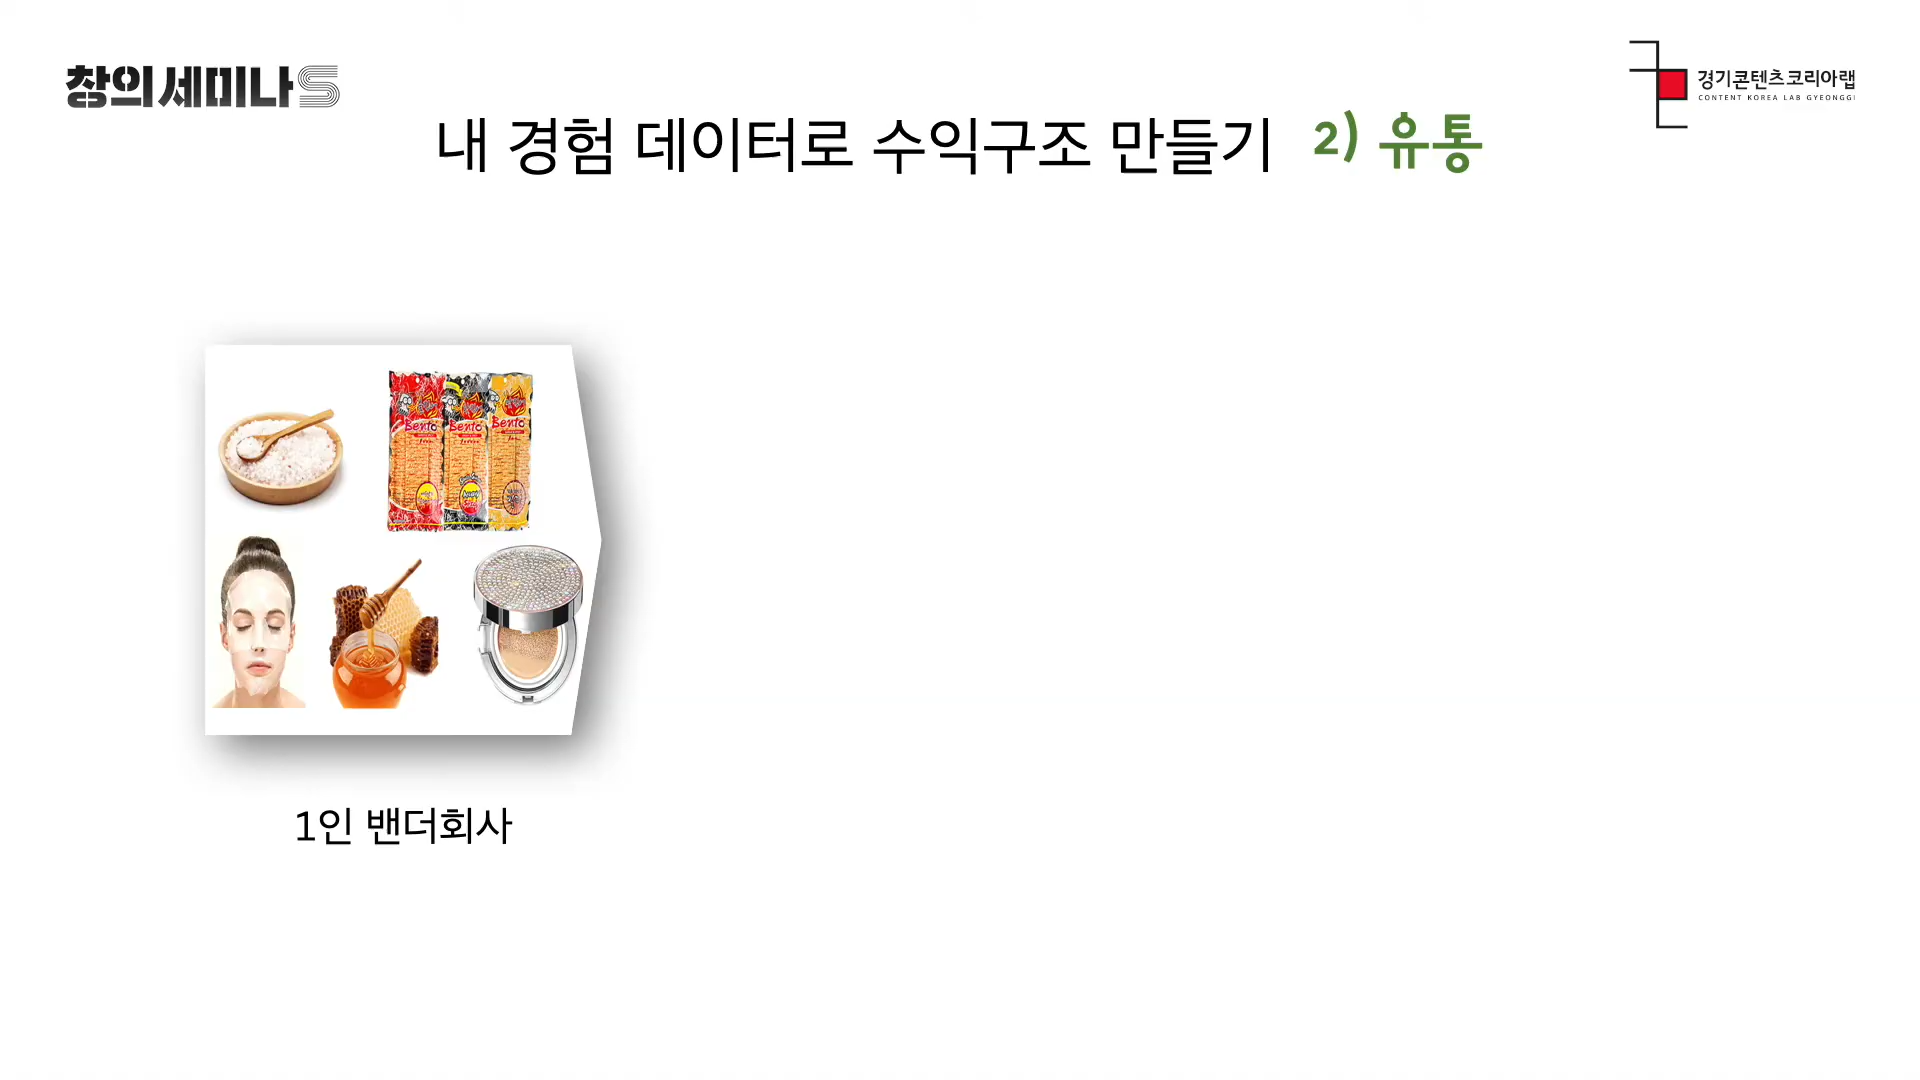 창의세미나S
경기콘텐츠코리아랩
CONTENT KOREA LAB GYEONGGI
내 경험 데이터로 수익구조 만들기 2) 유통
Bento Bento Bento
1인 밴더회사